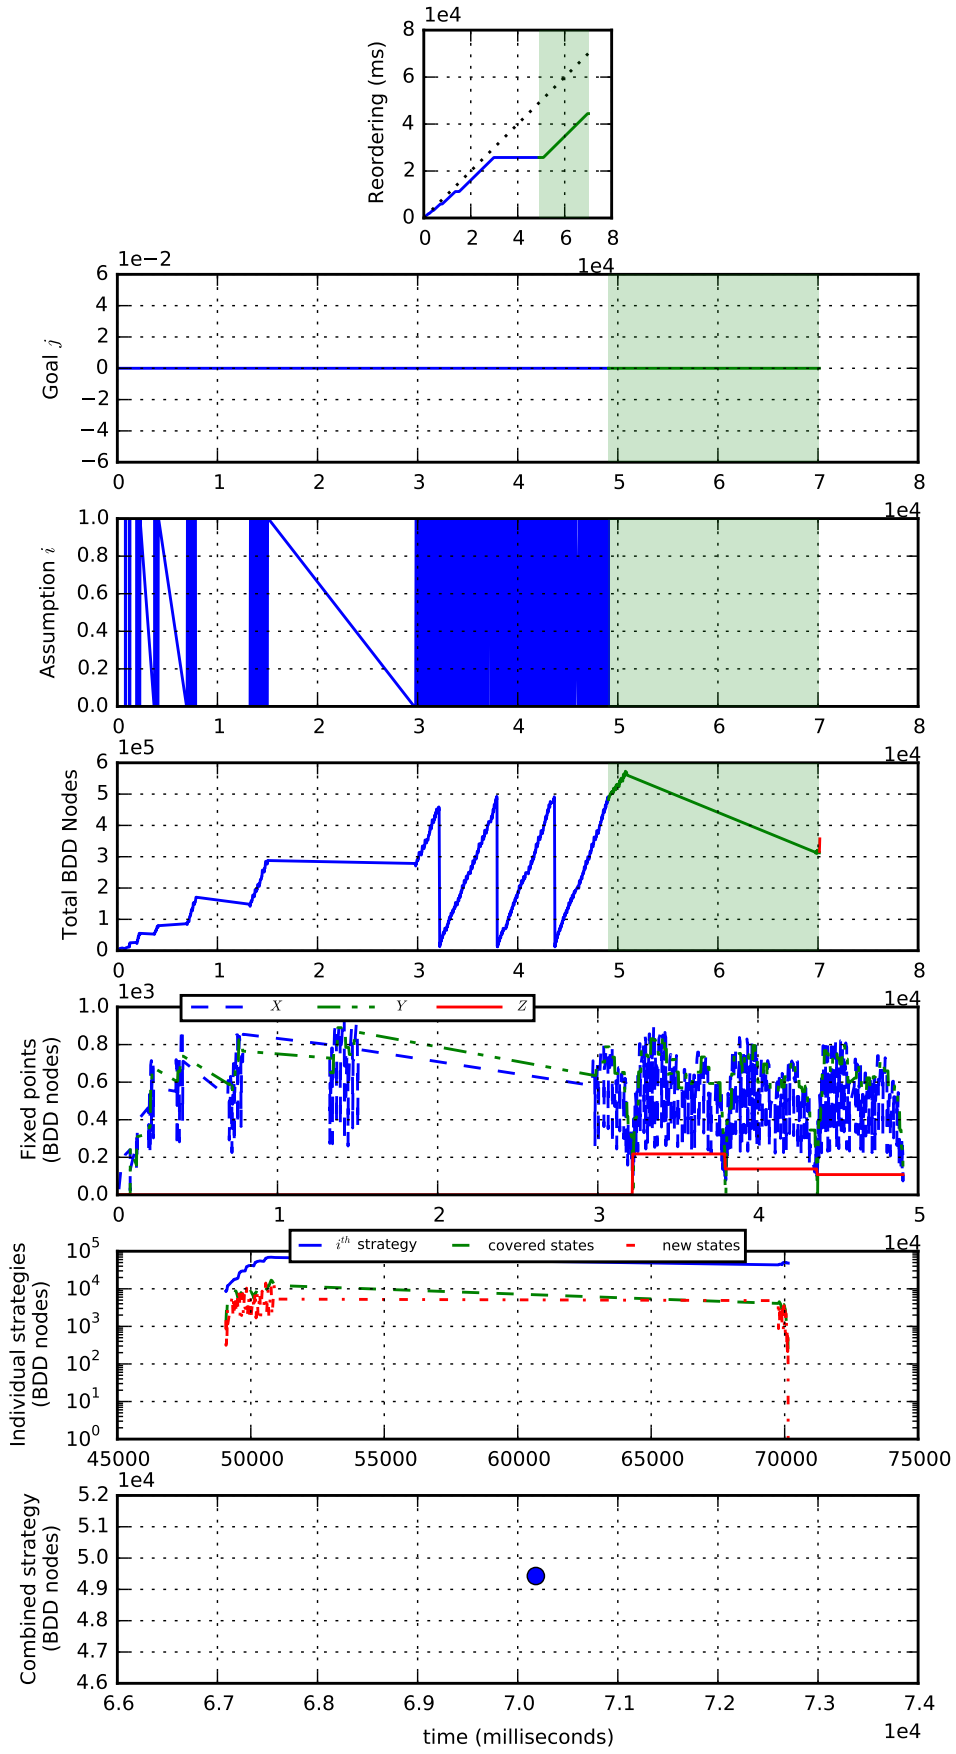 1e4
8
6
4
2
0
Reordering (ms)
0 2 4 6 8
1e4
1e−2
6
4
2
0
−2
−4
−6
Goal j
0 1 2 3 4 5 6 7 8
1e4
1.0
0.8
0.6
0.4
0.2
0.0
Assumption i
0 1 2 3 4 5 6 7 8
1e4
1e5
6
5
4
3
2
1
0
Total BDD Nodes
0 1 2 3 4 5 6 7 8
1e4
1e3
X Y Z
1.0
0.8
0.6
0.4
0.2
0.0
Fixed points
(BDD nodes)
0 1 2 3 4 5
1e4
i^th strategy covered states new states
10^5
10^4
10^3
10^2
10^1
10^0
Individual strategies
(BDD nodes)
45000 50000 55000 60000 65000 70000 75000
1e4
5.2
5.1
5.0
4.9
4.8
4.7
4.6
Combined strategy
(BDD nodes)
6.6 6.7 6.8 6.9 7.0 7.1 7.2 7.3 7.4
1e4
time (milliseconds)